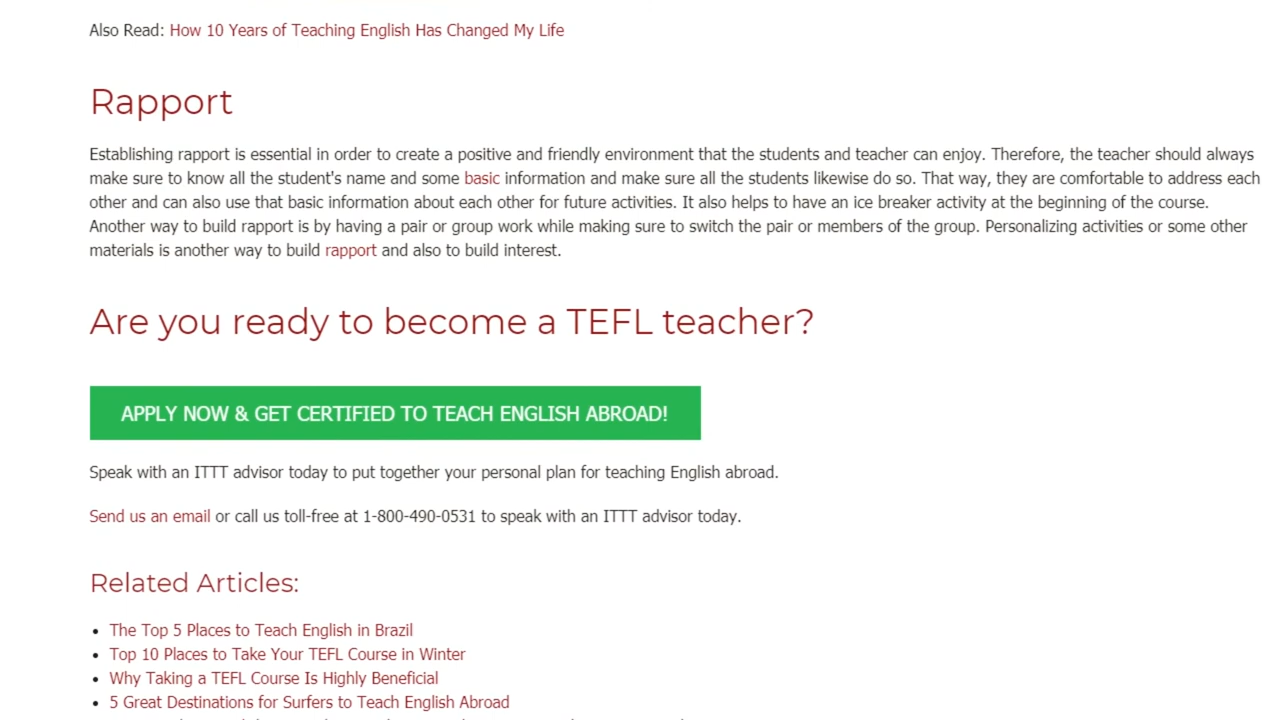 Also Read: How 10 Years of Teaching English Has Changed My Life
Rapport
Establishing rapport is essential in order to create a positive and friendly environment that the students and teacher can enjoy. Therefore, the teacher should always
make sure to know all the student's name and some basic information and make sure all the students likewise do so. That way, they are comfortable to address each
other and can also use that basic information about each other for future activities. It also helps to have an ice breaker activity at the beginning of the course.
Another way to build rapport is by having a pair or group work while making sure to switch the pair or members of the group. Personalizing activities or some other
materials is another way to build rapport and also to build interest.
Are you ready to become a TEFL teacher?
APPLY NOW & GET CERTIFIED TO TEACH ENGLISH ABROAD!
Speak with an ITTT advisor today to put together your personal plan for teaching English abroad.
Send us an email or call us toll-free at 1-800-490-0531 to speak with an ITTT advisor today.
Related Articles:
• The Top 5 Places to Teach English in Brazil
• Top 10 Places to Take Your TEFL Course in Winter
• Why Taking a TEFL Course Is Highly Beneficial
• 5 Great Destinations for Surfers to Teach English Abroad